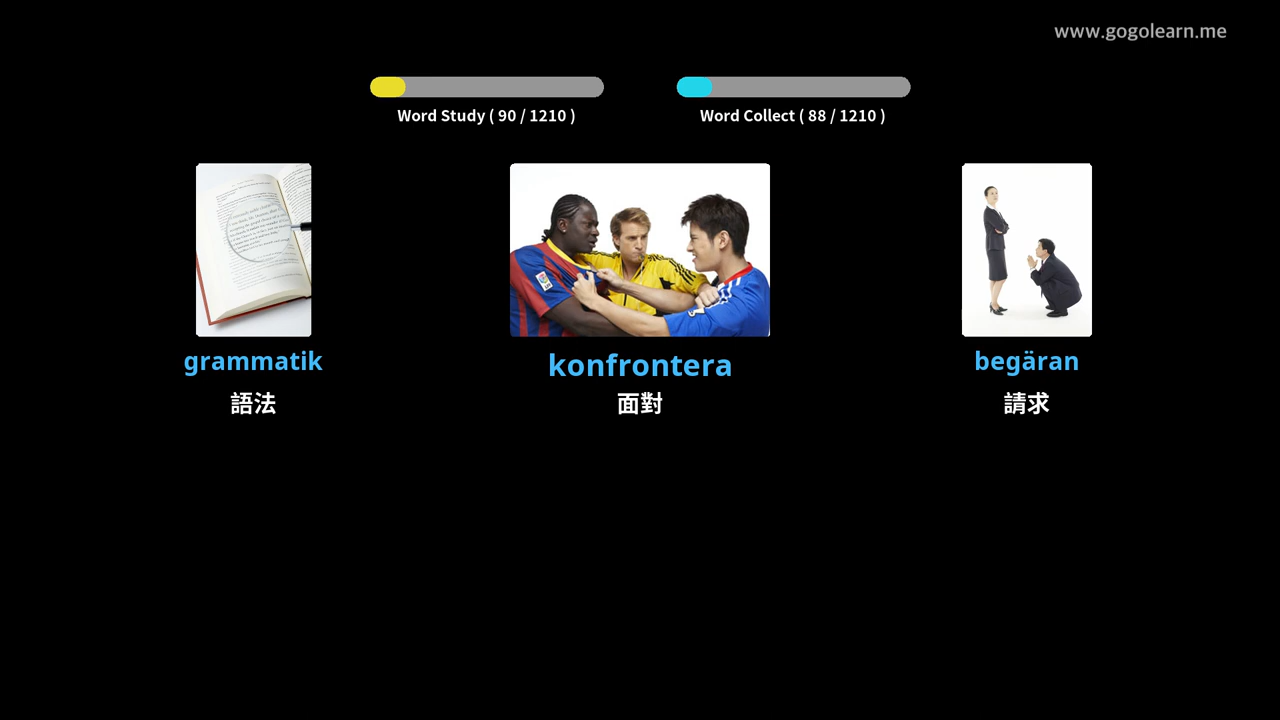 www.gogolearn.me
Word Study ( 90 / 1210 )
Word Collect ( 88 / 1210 )
grammatik
語法
konfrontera
面對
begäran
請求